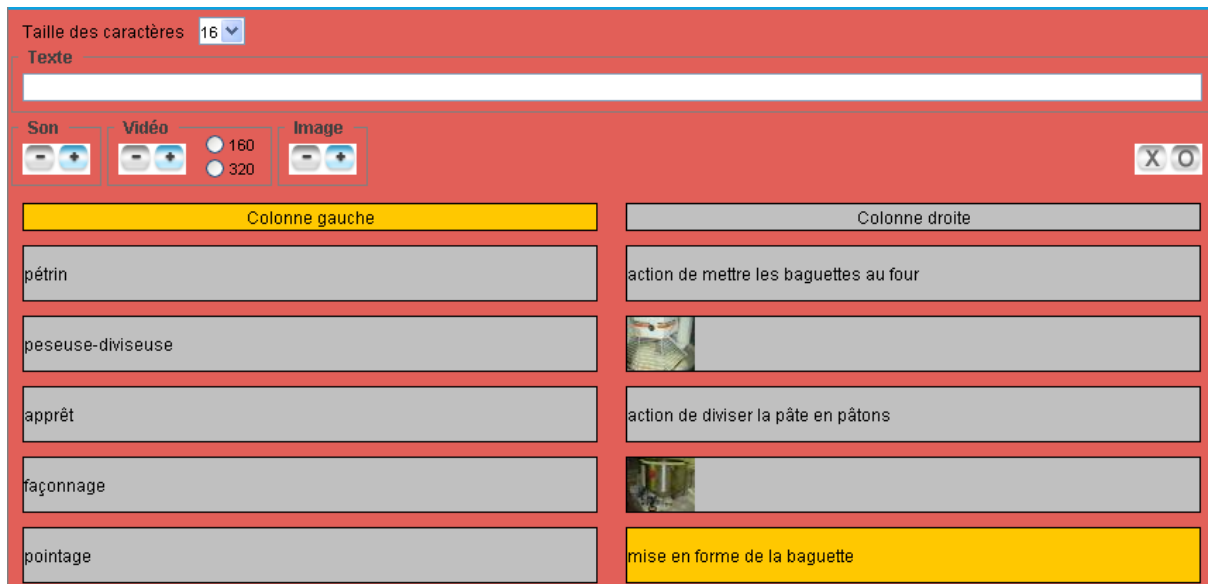 Taille des caractères 16
Texte
Son Vidéo Image
- + - + 160 - + X O
320
Colonne gauche Colonne droite
pétrin action de mettre les baguettes au four
peseuse-diviseuse
apprêt action de diviser la pâte en pâtons
façonnage
pointage mise en forme de la baguette